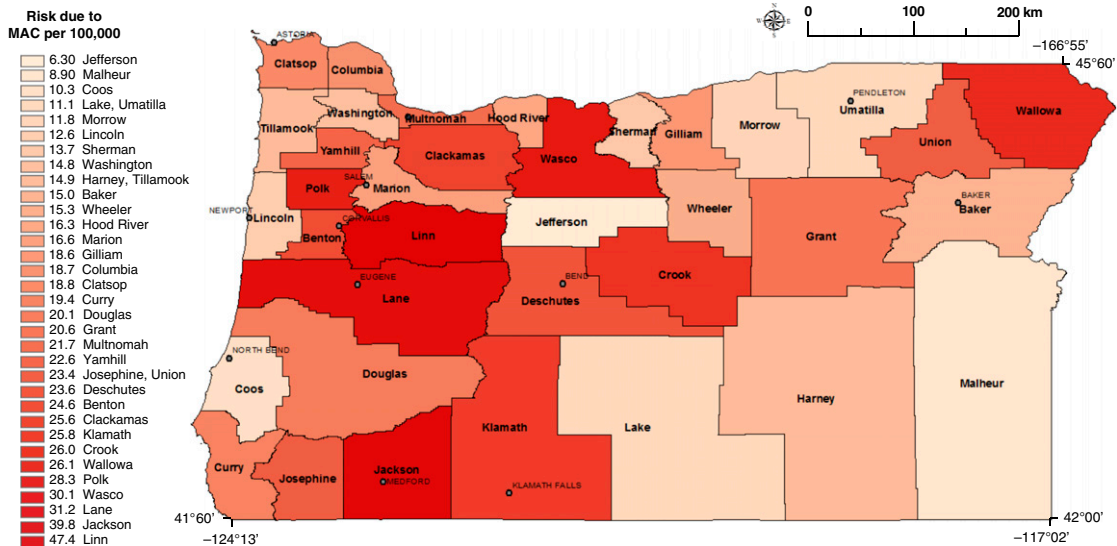 Risk due to
MAC per 100,000
6.30 Jefferson
8.90 Malheur
10.3 Coos
11.1 Lake, Umatilla
11.8 Morrow
12.6 Lincoln
13.7 Sherman
14.8 Washington
14.9 Harney, Tillamook
15.0 Baker
15.3 Wheeler
16.3 Hood River
16.6 Marion
18.6 Gilliam
18.7 Columbia
18.8 Clatsop
19.4 Curry
20.1 Douglas
20.6 Grant
21.7 Multnomah
22.6 Yamhill
23.4 Josephine, Union
23.6 Deschutes
24.6 Benton
25.6 Clackamas
25.8 Klamath
26.0 Crook
26.1 Wallowa
28.3 Polk
30.1 Wasco
31.2 Lane
39.8 Jackson
47.4 Linn
0 100 200 km
N
W E
S
−166°55'
45°60'
ASTORIA
Clatsop
Columbia
Tillamook
Washington
Multnomah
Hood River
Sherman
Gilliam
Morrow
PENDLETON
Umatilla
Wallowa
Union
Yamhill
Clackamas
Wasco
Polk
SALEM
Marion
NEWPORT
Lincoln
CORVALLIS
Benton
Linn
Jefferson
Wheeler
Grant
BAKER
Baker
EUGENE
Lane
BEND
Deschutes
Crook
NORTH BEND
Coos
Douglas
Malheur
Harney
Klamath
Lake
Curry
Josephine
Jackson
MEDFORD
KLAMATH FALLS
41°60'
−124°13'
42°00'
−117°02'